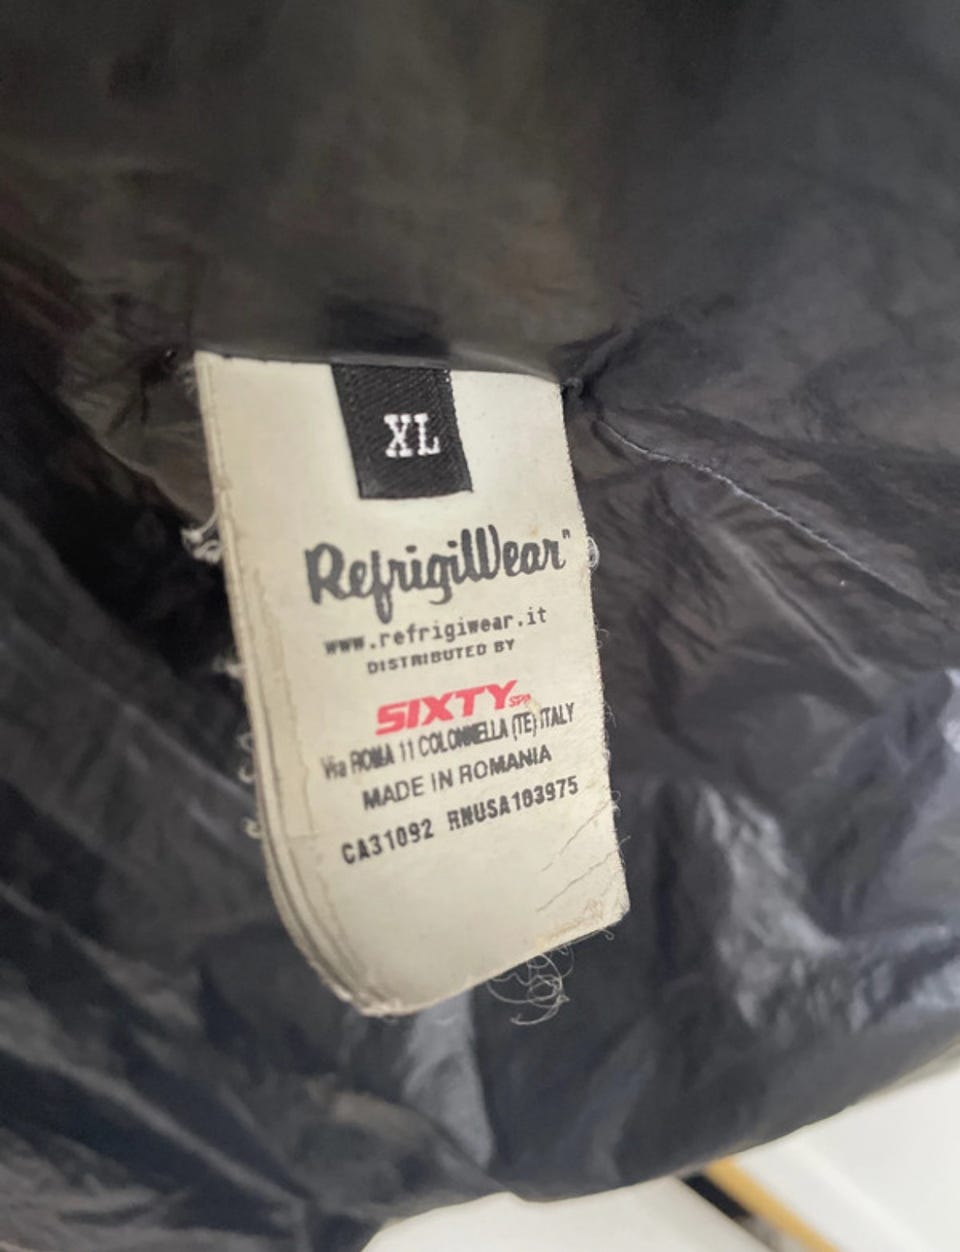 XL
RefrigiWear"
www.refrigiwear.it
DISTRIBUTED BY
SIXTY SPA
Via ROMA 11 COLONNELLA (TE) ITALY
MADE IN ROMANIA
CA31092 RNUSA103975